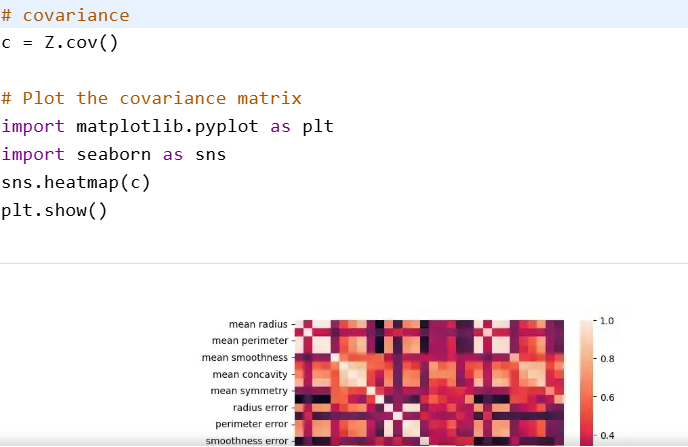 # covariance
c = Z.cov()
# Plot the covariance matrix
import matplotlib.pyplot as plt
import seaborn as sns
sns.heatmap(c)
plt.show()
mean radius
mean perimeter
mean smoothness
mean concavity
mean symmetry
radius error
perimeter error
smoothness error
1.0
0.8
0.6
0.4